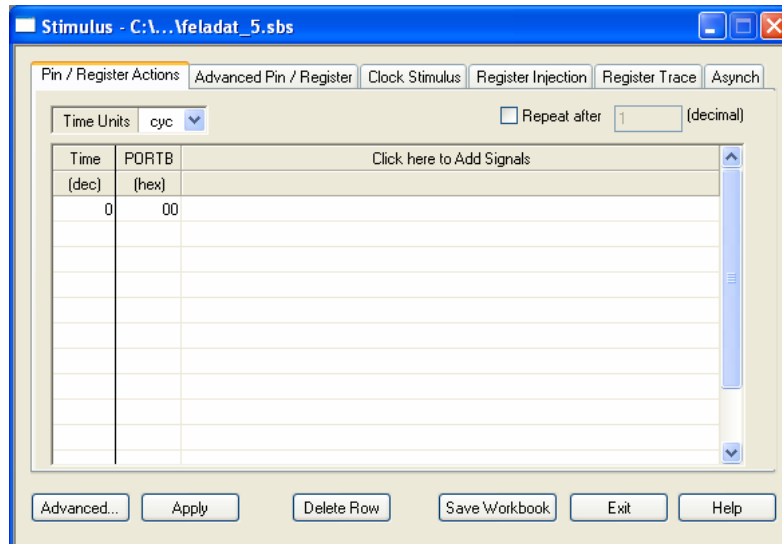 Stimulus - C:\...\feladat_5.sbs
Pin / Register Actions Advanced Pin / Register Clock Stimulus Register Injection Register Trace Asynch
Time Units cyc Repeat after 1 (decimal)
Time PORTB Click here to Add Signals
(dec) (hex)
0 00
Advanced... Apply Delete Row Save Workbook Exit Help